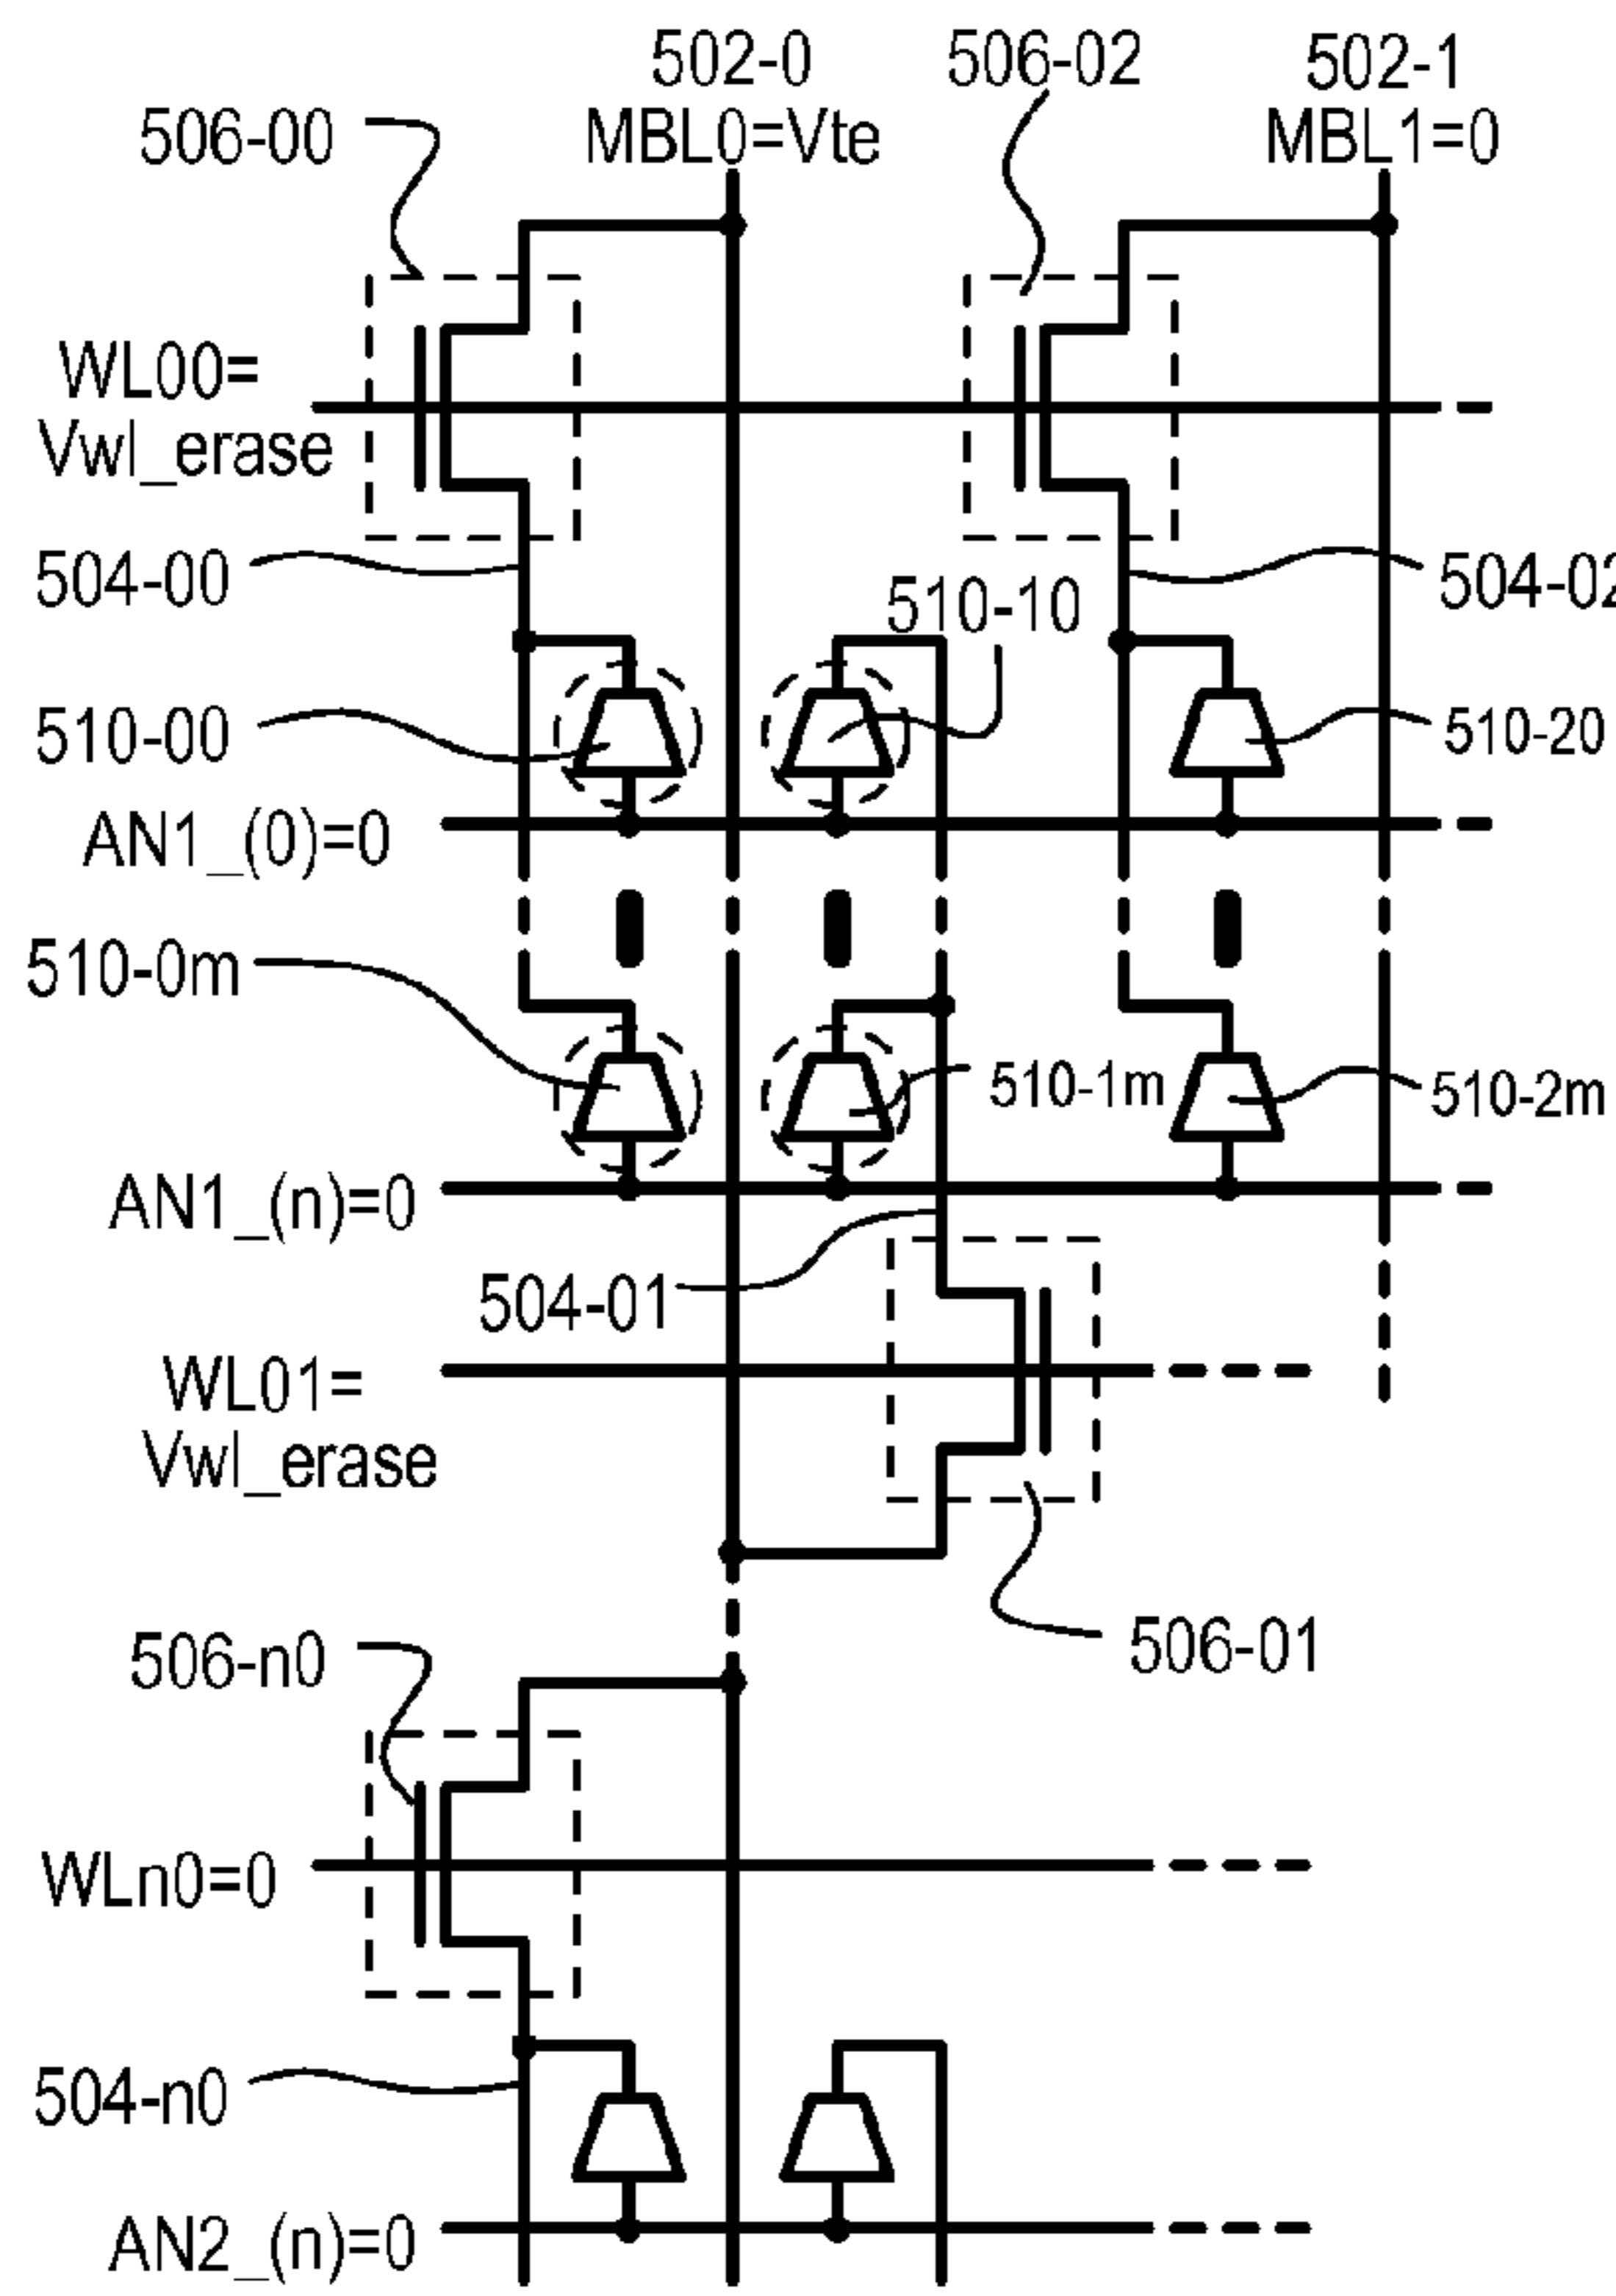 502-0
506-02
502-1
506-00
MBL0=Vte
MBL1=0
WL00=
Vwl_erase
504-00
510-10
504-02
510-00
510-20
AN1_(0)=0
510-0m
510-1m
510-2m
AN1_(n)=0
504-01
WL01=
Vwl_erase
506-n0
506-01
WLn0=0
504-n0
AN2_(n)=0